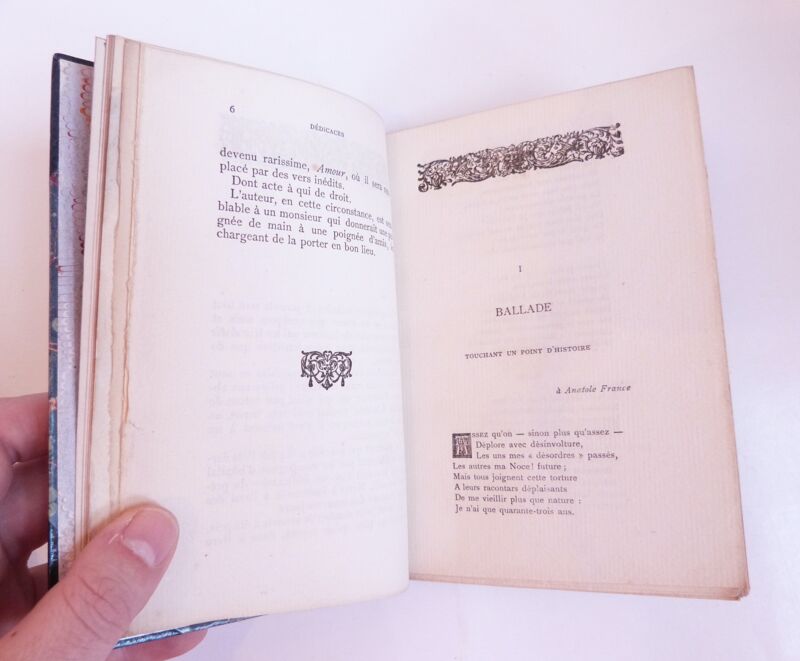 6
DÉDICACES
devenu rarissime, Amour, où il sera
placé par des vers inédits.
Dont acte à qui de droit.
L'auteur, en cette circonstance, est
blable à un monsieur qui donnerait une
gnée de main à une poignée d'amis,
chargeant de la porter en bon lieu.
I
BALLADE
TOUCHANT UN POINT D'HISTOIRE
à Anatole France
ASSEZ qu'on — sinon plus qu'assez —
Déplore avec désinvolture,
Les uns mes « désordres » passés,
Les autres ma Noce! future ;
Mais tous joignent cette torture
A leurs racontars déplaisants
De me vieillir plus que nature :
Je n'ai que quarante-trois ans.